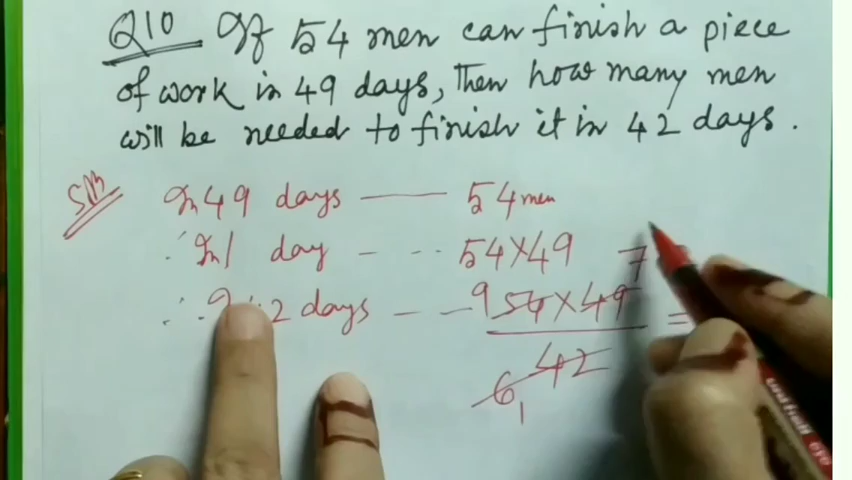 Q10 If 54 men can finish a piece
of work in 49 days, then how many men
will be needed to finish it in 42 days.
In 49 days — 54 men
∴ In 1 day - -- 54×49 7
∴ 42 days - - 9 54×49 =
42
6
1